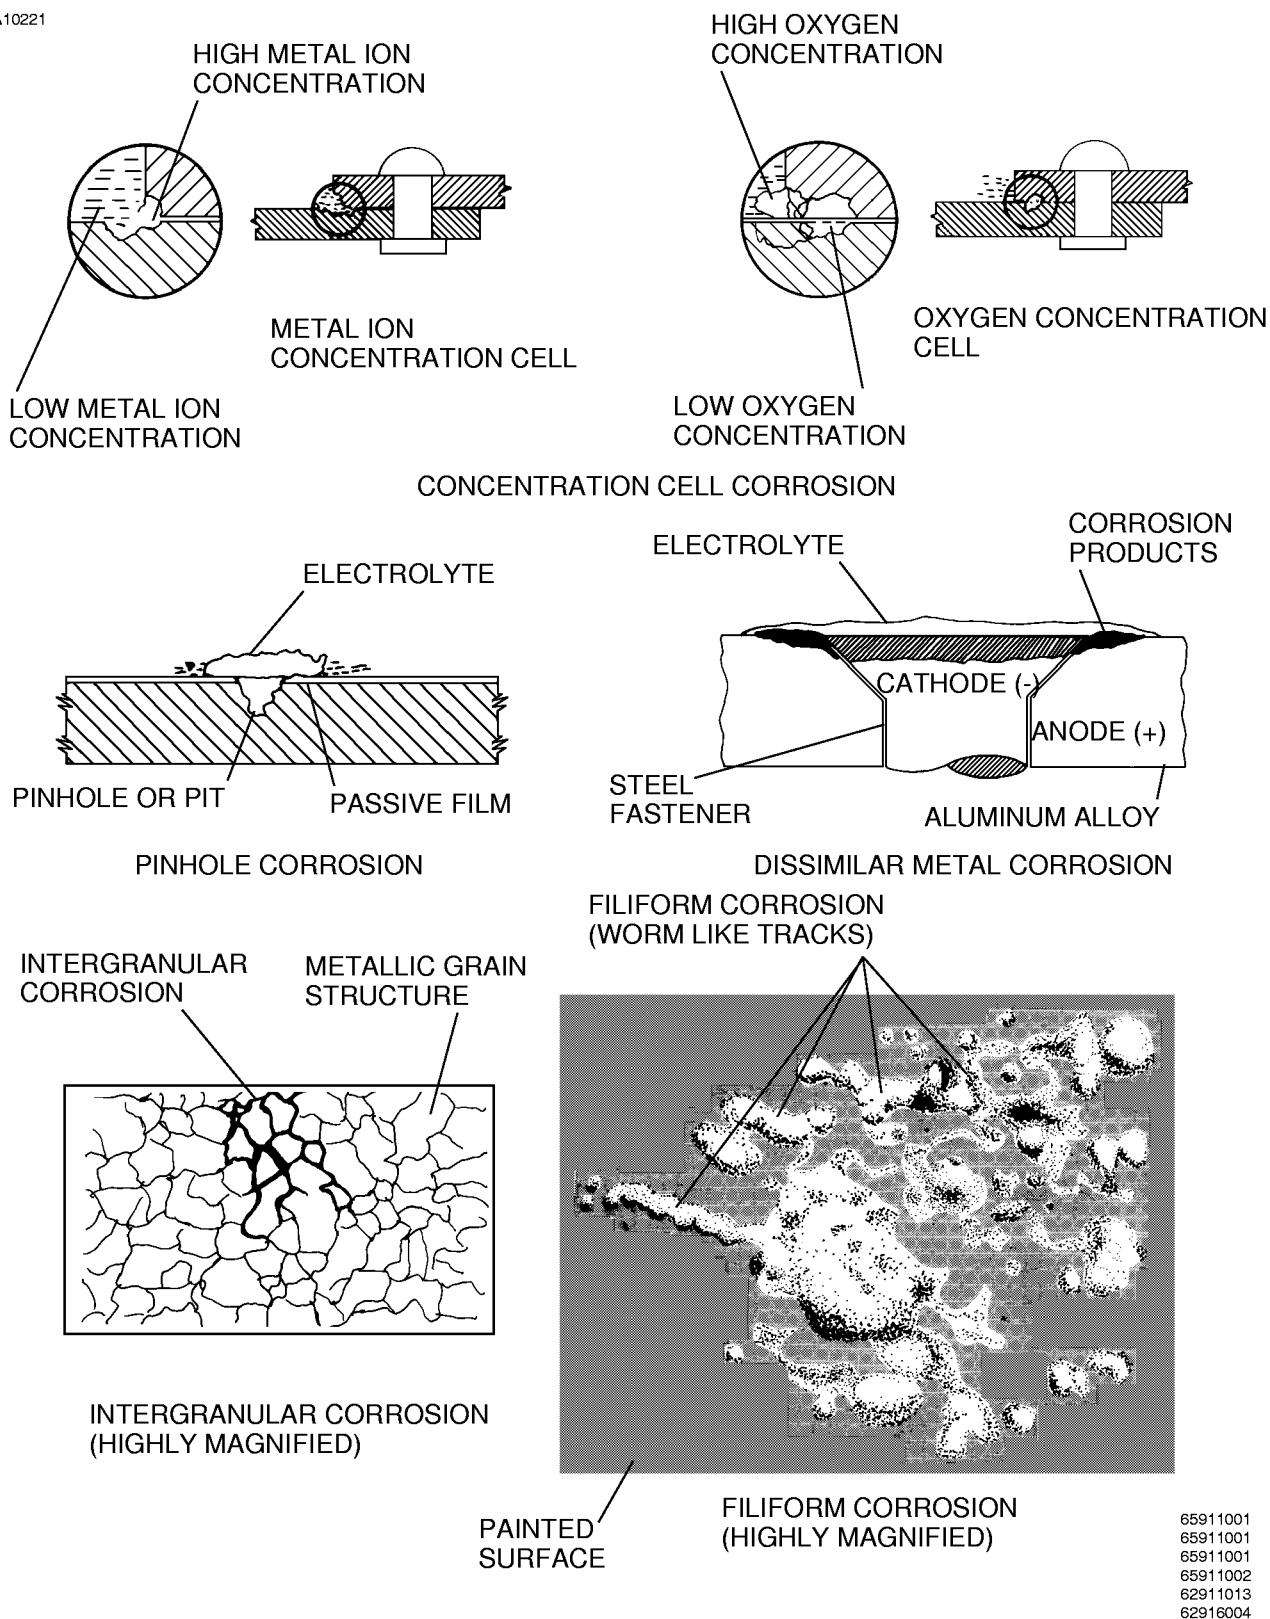 HIGH METAL ION
CONCENTRATION
HIGH OXYGEN
CONCENTRATION
METAL ION
CONCENTRATION CELL
OXYGEN CONCENTRATION
CELL
LOW METAL ION
CONCENTRATION
LOW OXYGEN
CONCENTRATION
CONCENTRATION CELL CORROSION
ELECTROLYTE
PINHOLE OR PIT
PASSIVE FILM
PINHOLE CORROSION
ELECTROLYTE
CORROSION
PRODUCTS
CATHODE (-)
ANODE (+)
STEEL
FASTENER
ALUMINUM ALLOY
DISSIMILAR METAL CORROSION
INTERGRANULAR
CORROSION
METALLIC GRAIN
STRUCTURE
INTERGRANULAR CORROSION
(HIGHLY MAGNIFIED)
FILIFORM CORROSION
(WORM LIKE TRACKS)
PAINTED
SURFACE
FILIFORM CORROSION
(HIGHLY MAGNIFIED)
65911001
65911001
65911001
65911002
62911013
62916004